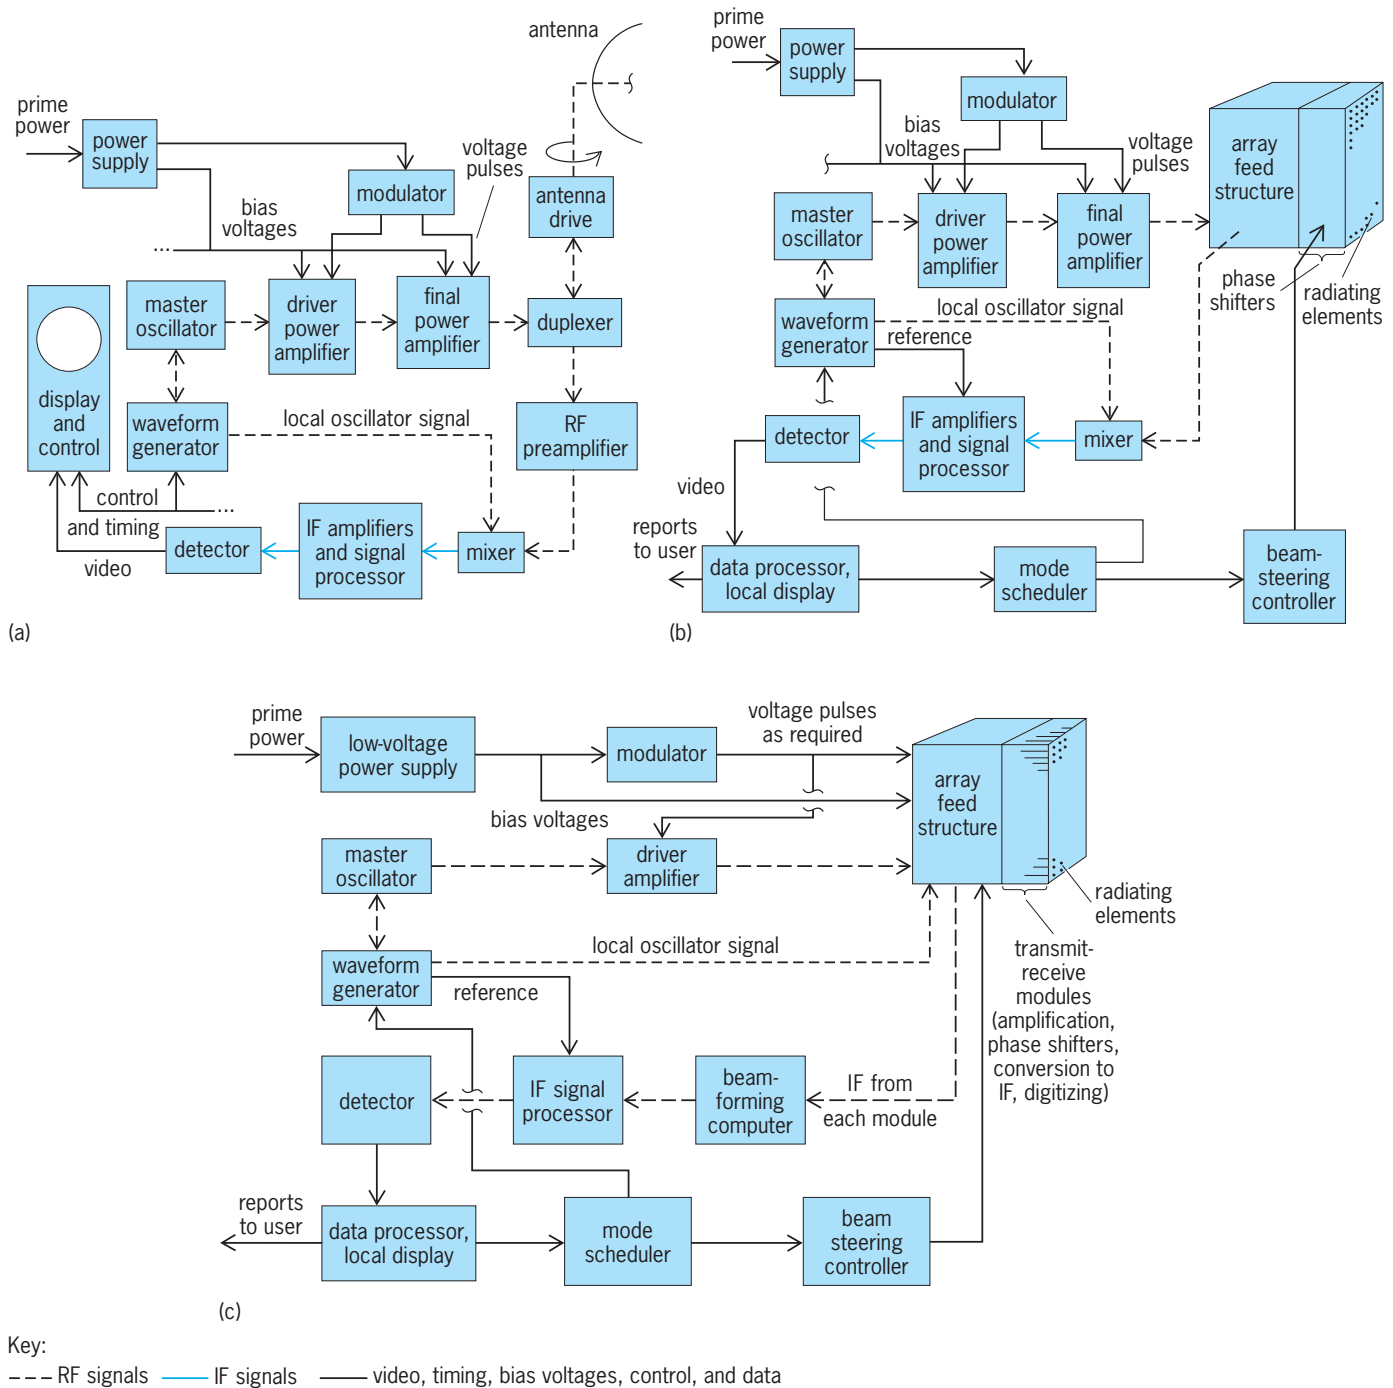 antenna
prime
power
power
supply
modulator
voltage
pulses
antenna
drive
bias
voltages
...
master
oscillator
driver
power
amplifier
final
power
amplifier
duplexer
display
and
control
waveform
generator
local oscillator signal
RF
preamplifier
control
and timing
...
video
detector
IF amplifiers
and signal
processor
mixer
(a)
prime
power
power
supply
modulator
bias
voltages
voltage
pulses
array
feed
structure
master
oscillator
driver
power
amplifier
final
power
amplifier
phase
shifters
radiating
elements
waveform
generator
local oscillator signal
reference
detector
IF amplifiers
and signal
processor
mixer
video
reports
to user
data processor,
local display
mode
scheduler
beam-
steering
controller
(b)
prime
power
low-voltage
power supply
modulator
voltage pulses
as required
array
feed
structure
bias voltages
master
oscillator
driver
amplifier
radiating
elements
waveform
generator
local oscillator signal
reference
transmit-
receive
modules
(amplification,
phase shifters,
conversion to
IF, digitizing)
detector
IF signal
processor
beam-
forming
computer
IF from
each module
reports
to user
data processor,
local display
mode
scheduler
beam
steering
controller
(c)
Key:
RF signals IF signals video, timing, bias voltages, control, and data